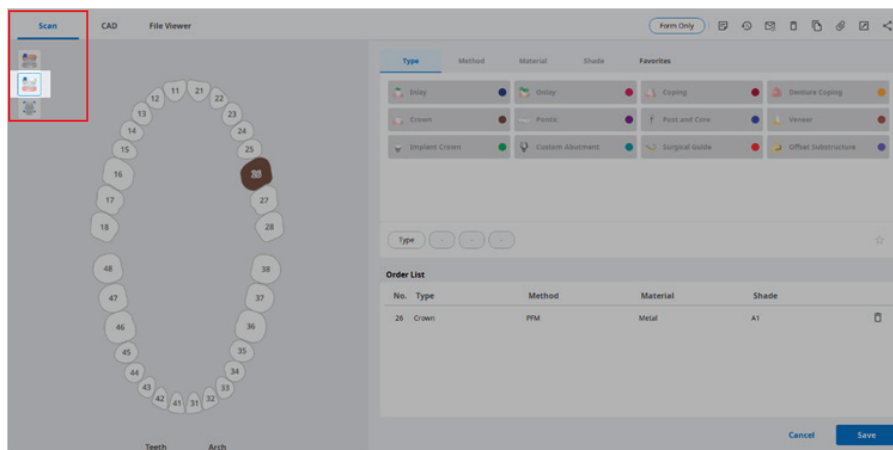 Scan CAD File Viewer Form Only
Type Method Material Shade Favorites
Inlay Onlay Coping Denture Coping
Crown Pontic Post and Core Veneer
Implant Crown Custom Abutment Surgical Guide Offset Substructure
Type - - -
Order List
No. Type Method Material Shade
26 Crown PFM Metal A1
Cancel Save
11 21
12 22
13 23
14 24
15 25
16 26
17 27
18 28
48 38
47 37
46 36
45 35
44 34
43 33
42 41 31 32
Teeth Arch